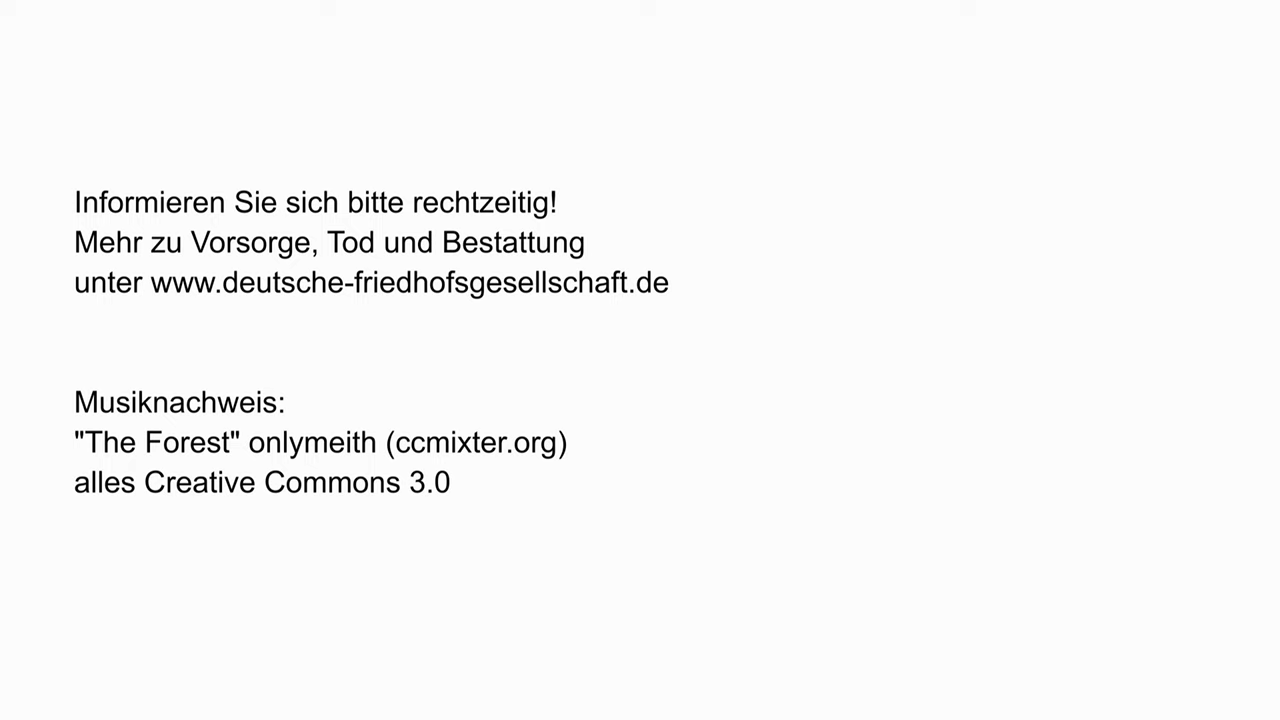 Informieren Sie sich bitte rechtzeitig!
Mehr zu Vorsorge, Tod und Bestattung
unter www.deutsche-friedhofsgesellschaft.de
Musiknachweis:
"The Forest" onlymeith (ccmixter.org)
alles Creative Commons 3.0